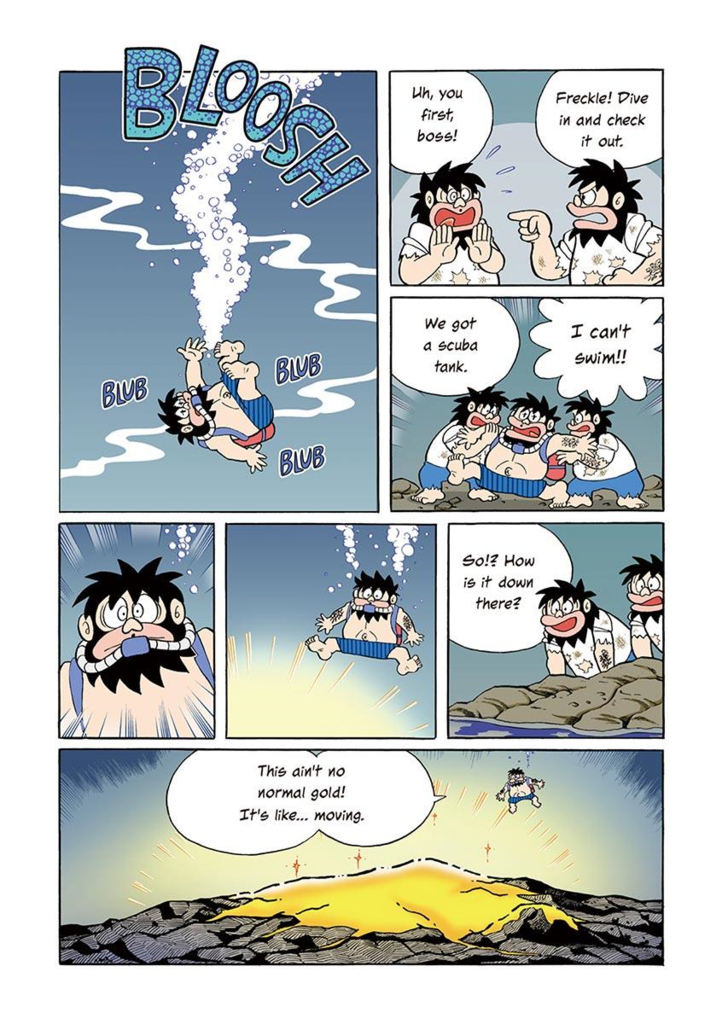 Freckle! Dive
in and check
it out.
Uh, you
first,
boss!
I can't
swim!!
We got
a scuba
tank.
BLOOSH
BLUB
BLUB
BLUB
So!? How
is it down
there?
This ain't no
normal gold!
It's like... moving.